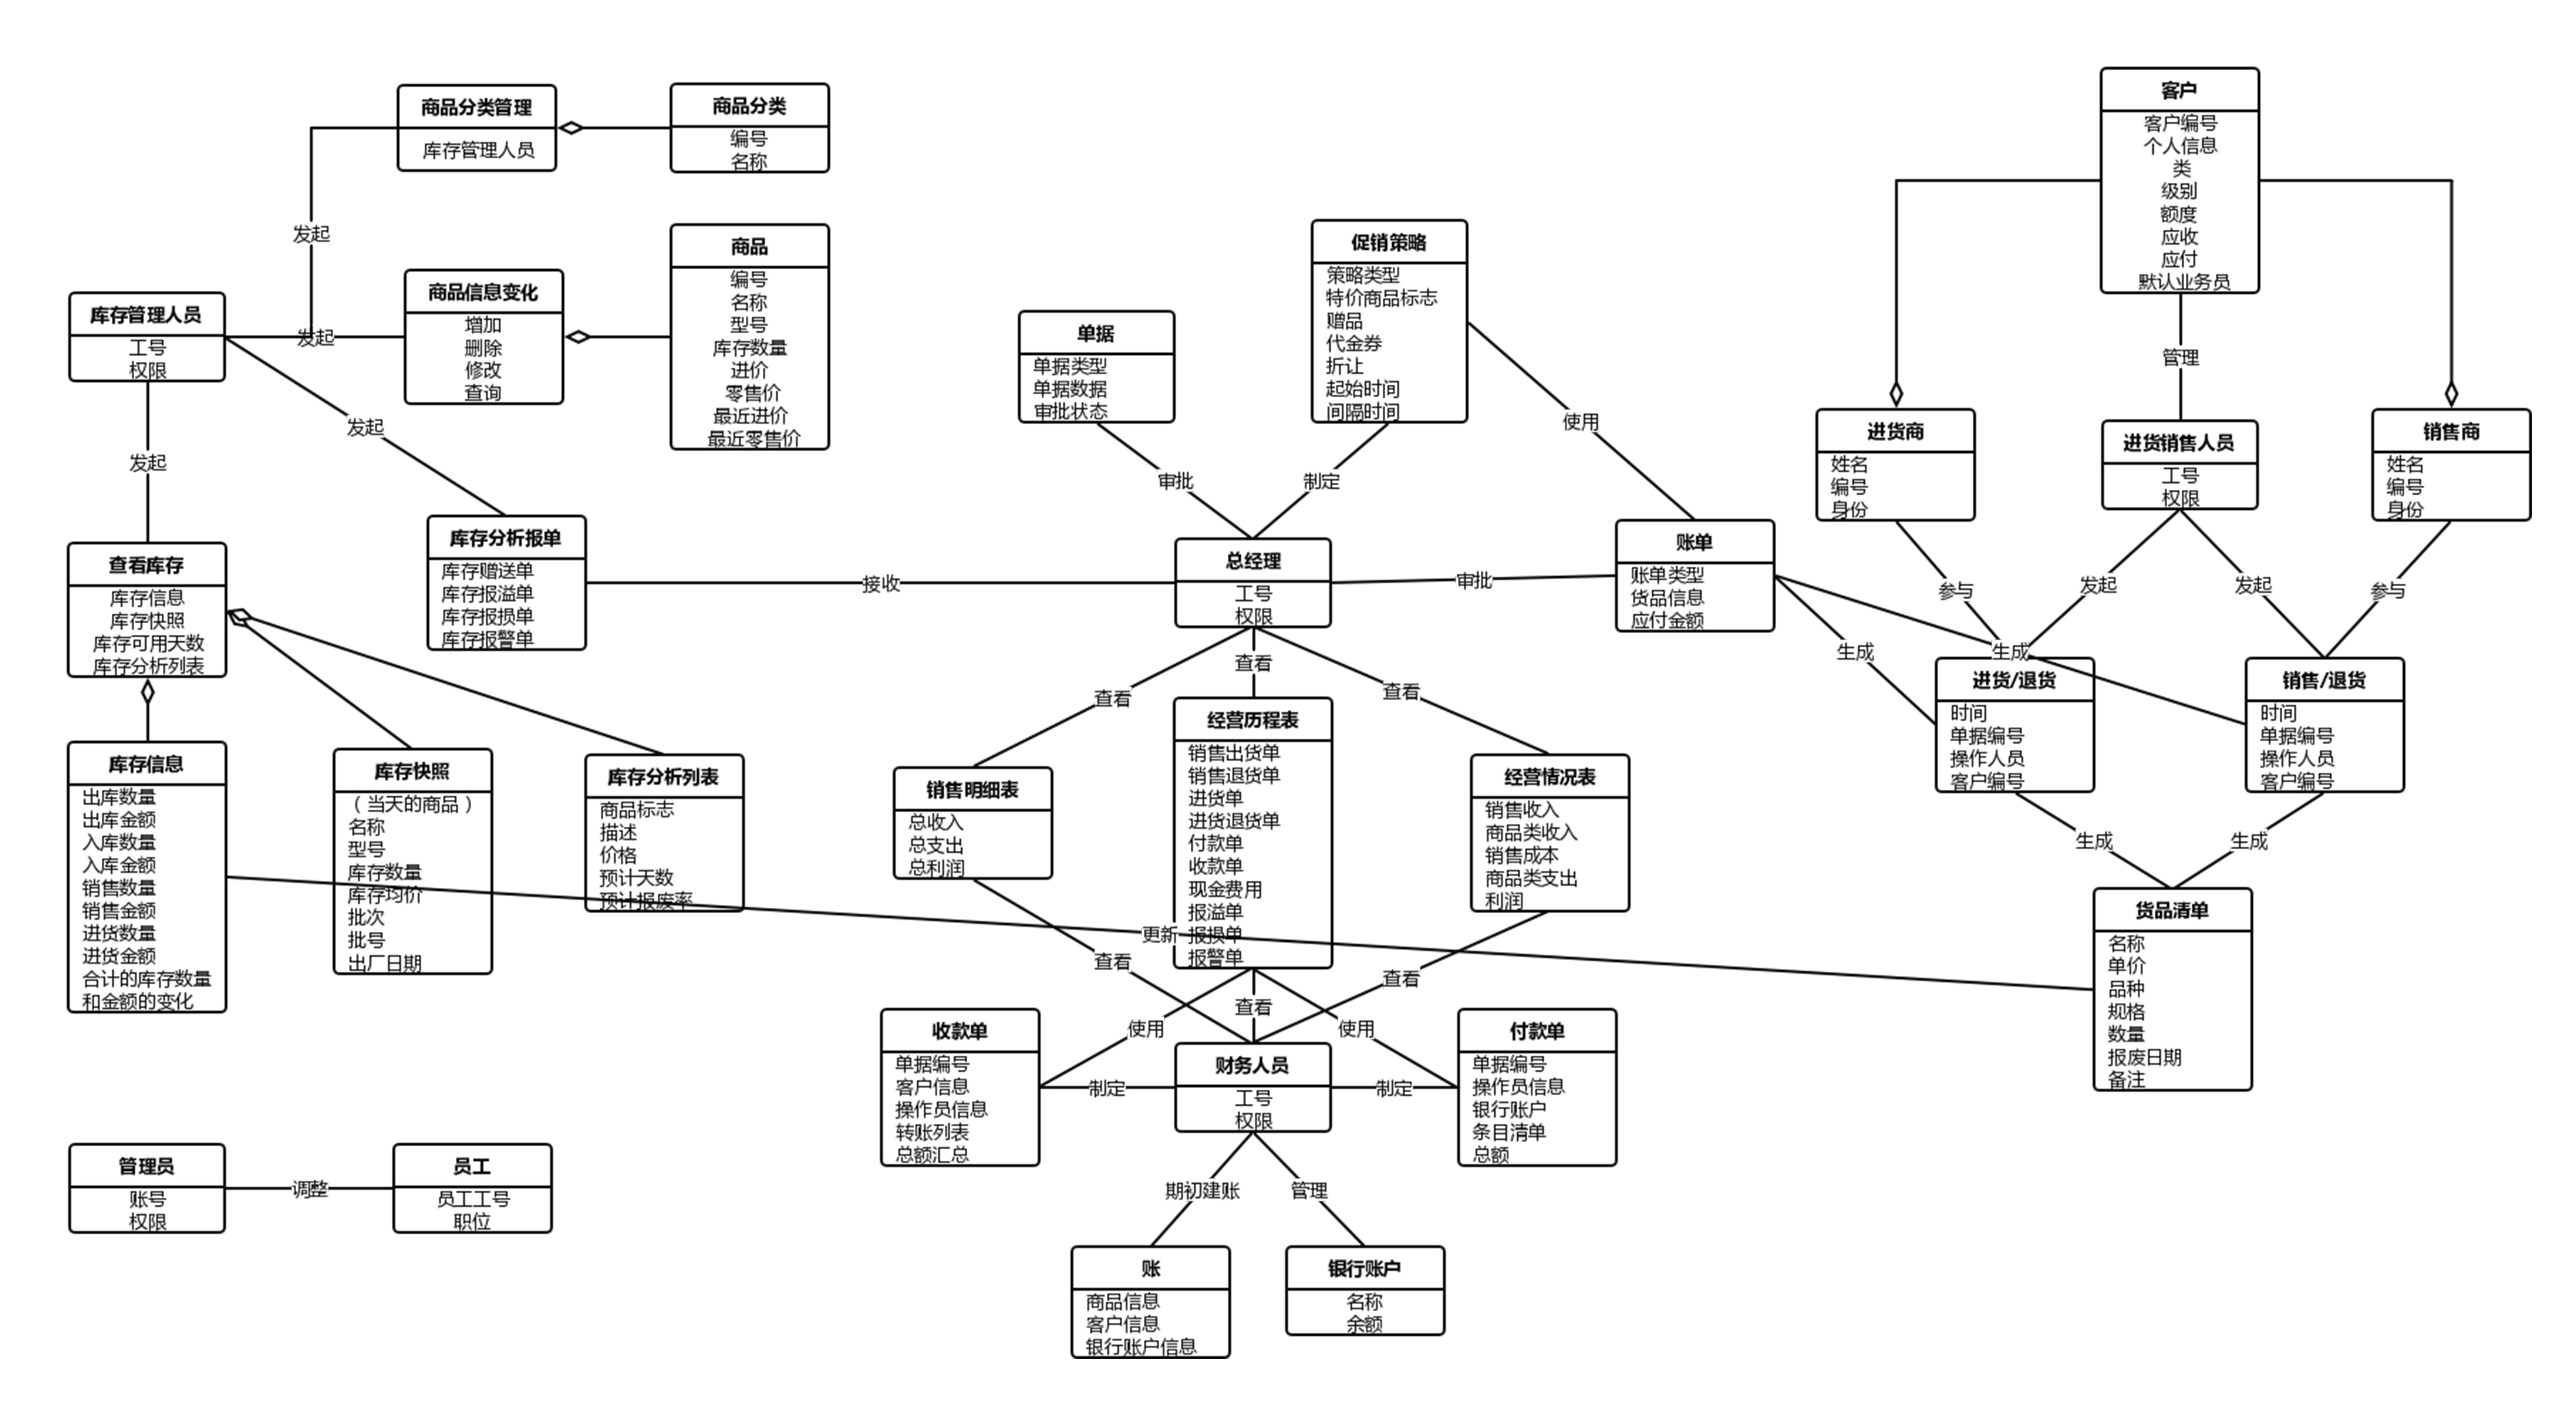 商品分类管理
库存管理人员
商品分类
编号
名称
发起
商品信息变化
增加
删除
修改
查询
商品
编号
名称
型号
库存数量
进价
零售价
最近进价
最近零售价
库存管理人员
工号
权限
发起
发起
发起
查看库存
库存信息
库存快照
库存可用天数
库存分析列表
库存分析报单
库存赠送单
库存报溢单
库存报损单
库存报警单
接收
库存信息
出库数量
出库金额
入库数量
入库金额
销售数量
销售金额
进货数量
进货金额
合计的库存数量
和金额的变化
库存快照
（当天的商品）
名称
型号
库存数量
库存均价
批次
批号
出厂日期
库存分析列表
商品标志
描述
价格
预计天数
预计报废率
管理员
账号
权限
调整
员工
员工工号
职位
单据
单据类型
单据数据
审批状态
促销策略
策略类型
特价商品标志
赠品
代金券
折让
起始时间
间隔时间
审批
制定
使用
总经理
工号
权限
审批
账单
账单类型
货品信息
应付金额
查看
查看
查看
销售明细表
总收入
总支出
总利润
经营历程表
销售出货单
销售退货单
进货单
进货退货单
付款单
收款单
现金费用
报溢单
报损单
报警单
经营情况表
销售收入
商品类收入
销售成本
商品类支出
利润
更新
查看
查看
查看
使用
使用
收款单
单据编号
客户信息
操作员信息
转账列表
总额汇总
制定
财务人员
工号
权限
制定
付款单
单据编号
操作员信息
银行账户
条目清单
总额
期初建账
管理
账
商品信息
客户信息
银行账户信息
银行账户
名称
余额
客户
客户编号
个人信息
类
级别
额度
应收
应付
默认业务员
管理
进货商
姓名
编号
身份
进货销售人员
工号
权限
销售商
姓名
编号
身份
参与
发起
发起
参与
生成
生成
进货/退货
时间
单据编号
操作人员
客户编号
销售/退货
时间
单据编号
操作人员
客户编号
生成
生成
货品清单
名称
单价
品种
规格
数量
报废日期
备注